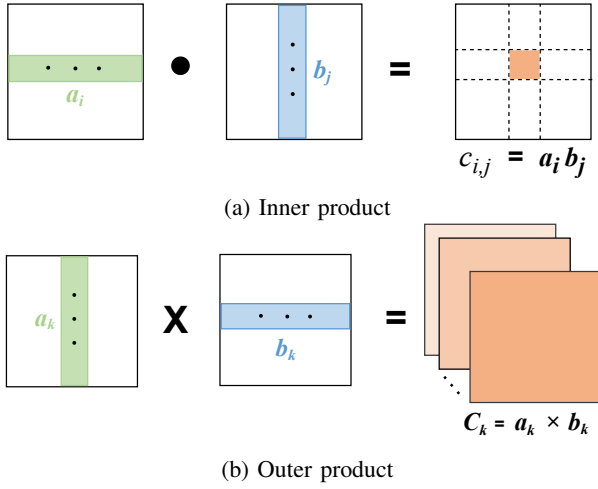 a_i
b_j
=
c_{i,j} = a_i b_j
(a) Inner product
a_k
X
b_k
=
C_k = a_k × b_k
(b) Outer product